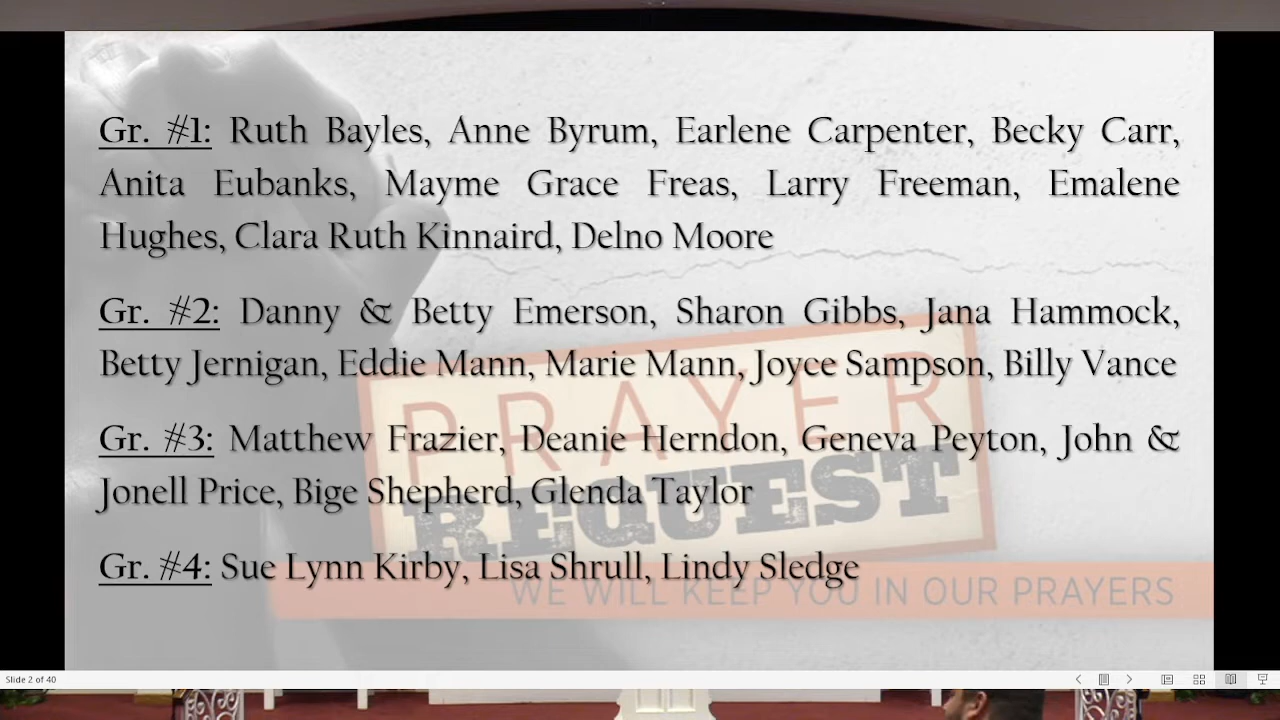 Gr. #1: Ruth Bayles, Anne Byrum, Earlene Carpenter, Becky Carr,
Anita Eubanks, Mayme Grace Freas, Larry Freeman, Emalene
Hughes, Clara Ruth Kinnaird, Delno Moore
Gr. #2: Danny & Betty Emerson, Sharon Gibbs, Jana Hammock,
Betty Jernigan, Eddie Mann, Marie Mann, Joyce Sampson, Billy Vance
Gr. #3: Matthew Frazier, Deanie Herndon, Geneva Peyton, John &
Jonell Price, Bige Shepherd, Glenda Taylor
Gr. #4: Sue Lynn Kirby, Lisa Shrull, Lindy Sledge
PRAYER
REQUEST
WE WILL KEEP YOU IN OUR PRAYERS
Slide 2 of 40